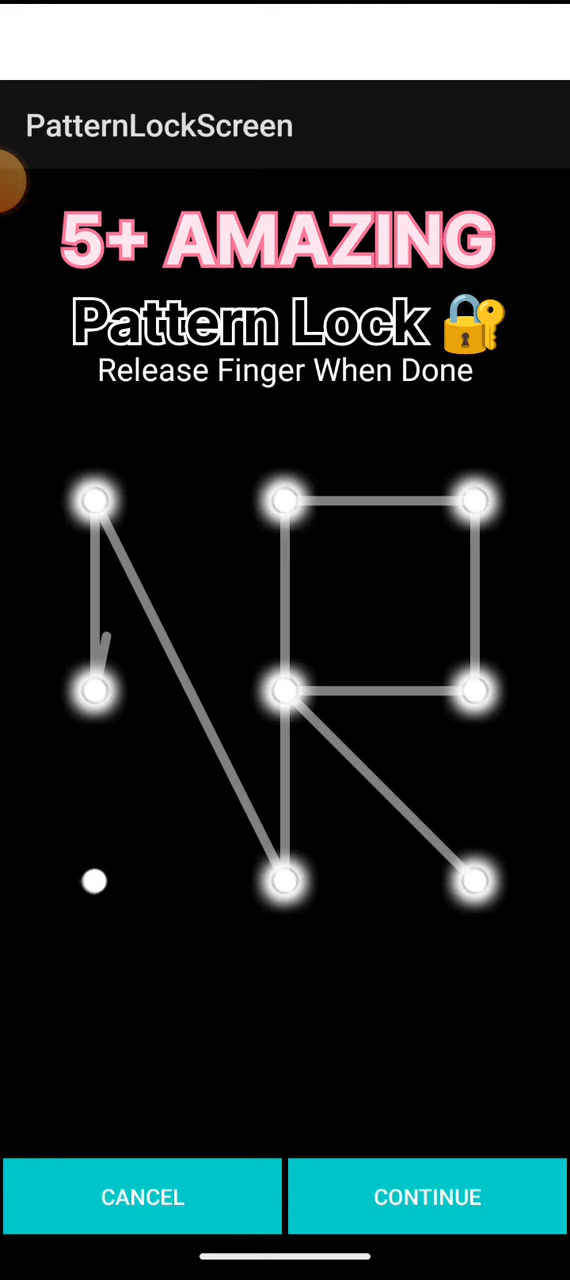 PatternLockScreen
5+ AMAZING
Pattern Lock 🔐
Release Finger When Done
CANCEL
CONTINUE